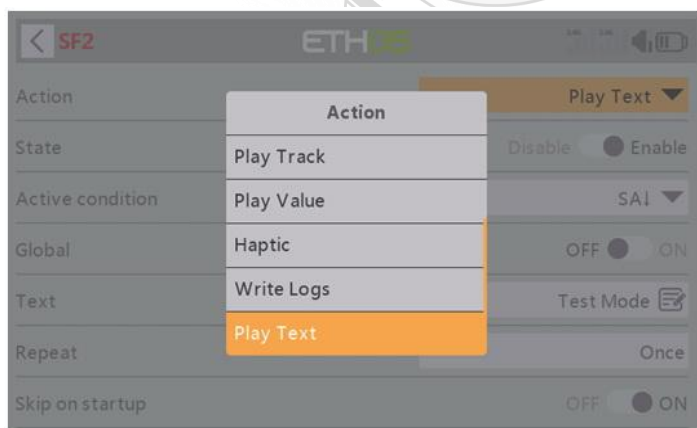 SF2 ETHOS
Action Play Text
State Disable Enable
Active condition SA↓
Global OFF ON
Text Test Mode
Repeat Once
Skip on startup OFF ON
Action
Play Track
Play Value
Haptic
Write Logs
Play Text